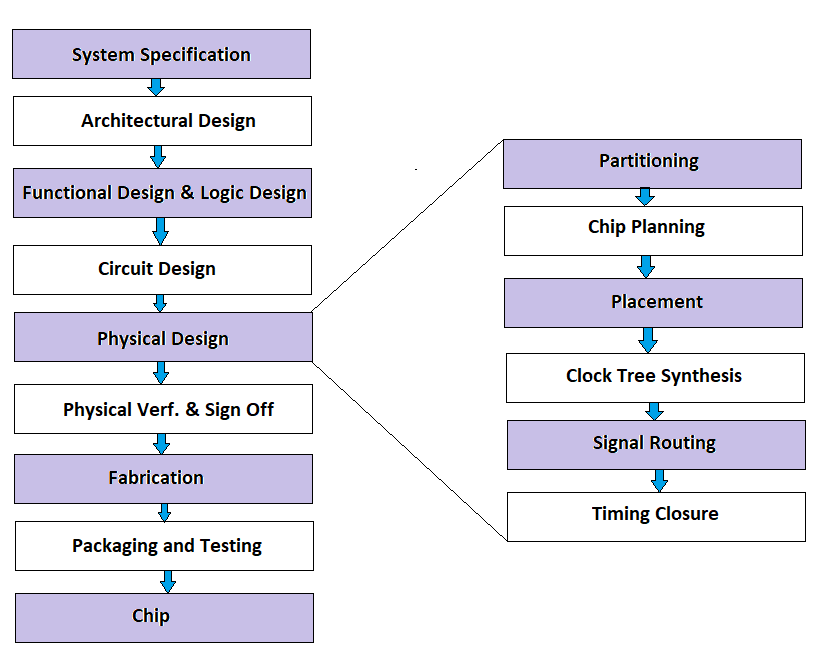 System Specification
Architectural Design
Functional Design & Logic Design
Circuit Design
Physical Design
Physical Verf. & Sign Off
Fabrication
Packaging and Testing
Chip
Partitioning
Chip Planning
Placement
Clock Tree Synthesis
Signal Routing
Timing Closure